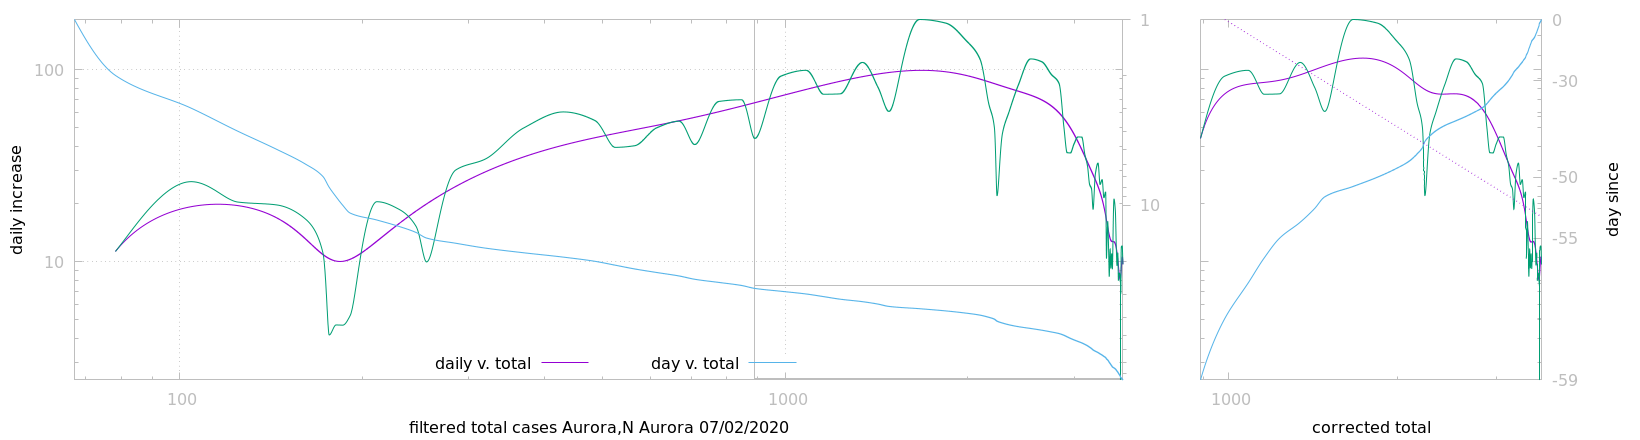 daily increase
100
10
100
1000
1
10
daily v. total
day v. total
filtered total cases Aurora,N Aurora 07/02/2020
0
-30
-50
-55
-59
day since
1000
corrected total